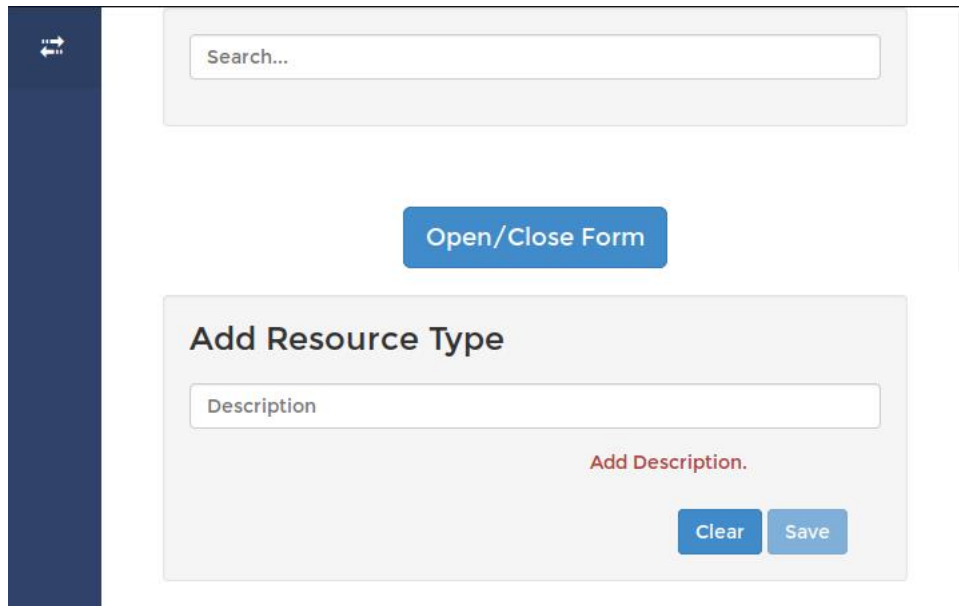 Search...
Open/Close Form
Add Resource Type
Description
Add Description.
Clear Save